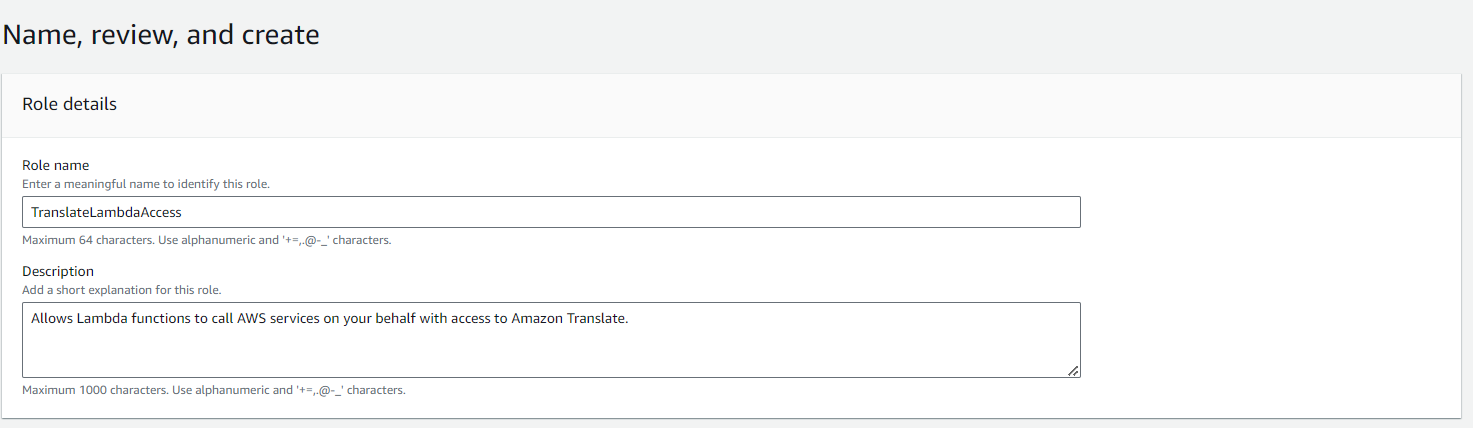 Name, review, and create
Role details
Role name
Enter a meaningful name to identify this role.
TranslateLambdaAccess
Maximum 64 characters. Use alphanumeric and '+=,.@-_' characters.
Description
Add a short explanation for this role.
Allows Lambda functions to call AWS services on your behalf with access to Amazon Translate.
Maximum 1000 characters. Use alphanumeric and '+=,.@-_' characters.